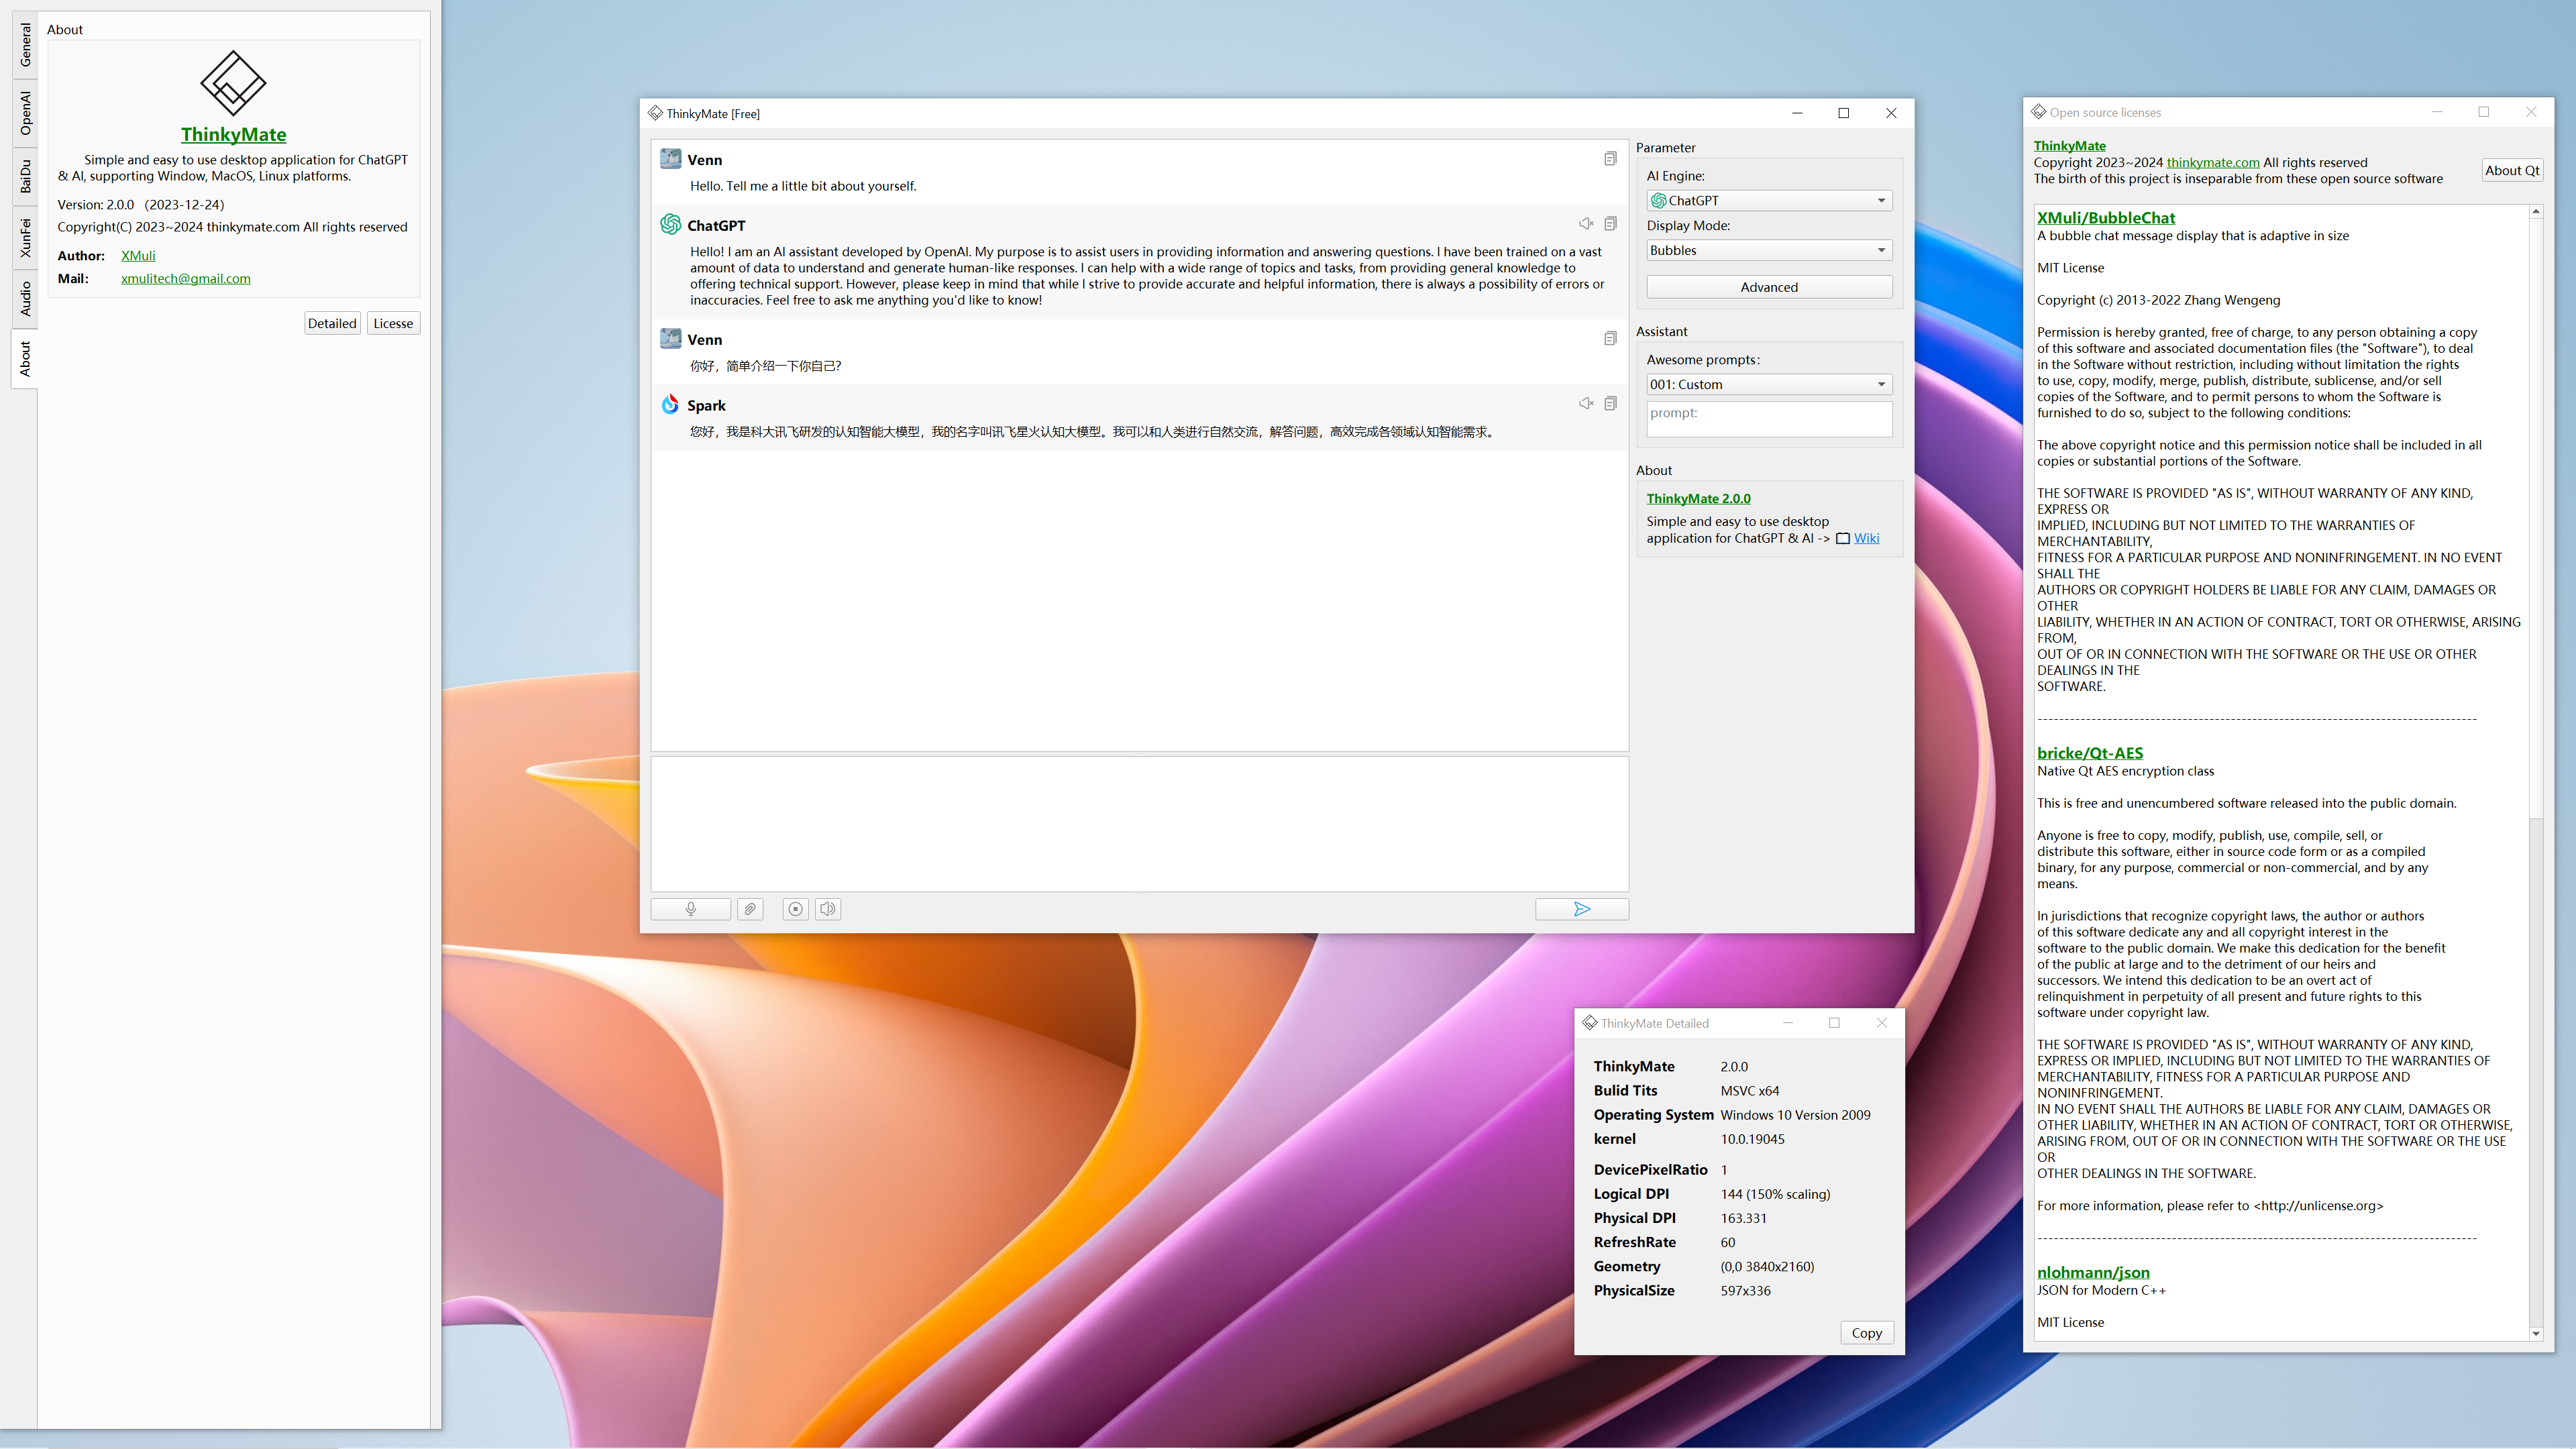 General
OpenAI
BaiDu
XunFei
Audio
About
About
ThinkyMate
Simple and easy to use desktop application for ChatGPT
& AI, supporting Window, MacOS, Linux platforms.
Version: 2.0.0 (2023-12-24)
Copyright(C) 2023~2024 thinkymate.com All rights reserved
Author: XMuli
Mail: xmulitech@gmail.com
Detailed
Licesse
ThinkyMate [Free]
Venn
Hello. Tell me a little bit about yourself.
ChatGPT
Hello! I am an AI assistant developed by OpenAI. My purpose is to assist users in providing information and answering questions. I have been trained on a vast
amount of data to understand and generate human-like responses. I can help with a wide range of topics and tasks, from providing general knowledge to
offering technical support. However, please keep in mind that while I strive to provide accurate and helpful information, there is always a possibility of errors or
inaccuracies. Feel free to ask me anything you'd like to know!
Venn
你好，简单介绍一下你自己?
Spark
您好，我是科大讯飞研发的认知智能大模型，我的名字叫讯飞星火认知大模型。我可以和人类进行自然交流，解答问题，高效完成各领域认知智能需求。
Parameter
AI Engine:
ChatGPT
Display Mode:
Bubbles
Advanced
Assistant
Awesome prompts:
001: Custom
prompt:
About
ThinkyMate 2.0.0
Simple and easy to use desktop
application for ChatGPT & AI -> Wiki
ThinkyMate Detailed
ThinkyMate 2.0.0
Bulid Tits MSVC x64
Operating System Windows 10 Version 2009
kernel 10.0.19045
DevicePixelRatio 1
Logical DPI 144 (150% scaling)
Physical DPI 163.331
RefreshRate 60
Geometry (0,0 3840x2160)
PhysicalSize 597x336
Copy
Open source licenses
ThinkyMate
Copyright 2023~2024 thinkymate.com All rights reserved
The birth of this project is inseparable from these open source software
About Qt
XMuli/BubbleChat
A bubble chat message display that is adaptive in size
MIT License
Copyright (c) 2013-2022 Zhang Wengeng
Permission is hereby granted, free of charge, to any person obtaining a copy
of this software and associated documentation files (the "Software"), to deal
in the Software without restriction, including without limitation the rights
to use, copy, modify, merge, publish, distribute, sublicense, and/or sell
copies of the Software, and to permit persons to whom the Software is
furnished to do so, subject to the following conditions:
The above copyright notice and this permission notice shall be included in all
copies or substantial portions of the Software.
THE SOFTWARE IS PROVIDED "AS IS", WITHOUT WARRANTY OF ANY KIND,
EXPRESS OR
IMPLIED, INCLUDING BUT NOT LIMITED TO THE WARRANTIES OF
MERCHANTABILITY,
FITNESS FOR A PARTICULAR PURPOSE AND NONINFRINGEMENT. IN NO EVENT
SHALL THE
AUTHORS OR COPYRIGHT HOLDERS BE LIABLE FOR ANY CLAIM, DAMAGES OR
OTHER
LIABILITY, WHETHER IN AN ACTION OF CONTRACT, TORT OR OTHERWISE, ARISING
FROM,
OUT OF OR IN CONNECTION WITH THE SOFTWARE OR THE USE OR OTHER
DEALINGS IN THE
SOFTWARE.
--------------------------------------------------------------------------------
bricke/Qt-AES
Native Qt AES encryption class
This is free and unencumbered software released into the public domain.
Anyone is free to copy, modify, publish, use, compile, sell, or
distribute this software, either in source code form or as a compiled
binary, for any purpose, commercial or non-commercial, and by any
means.
In jurisdictions that recognize copyright laws, the author or authors
of this software dedicate any and all copyright interest in the
software to the public domain. We make this dedication for the benefit
of the public at large and to the detriment of our heirs and
successors. We intend this dedication to be an overt act of
relinquishment in perpetuity of all present and future rights to this
software under copyright law.
THE SOFTWARE IS PROVIDED "AS IS", WITHOUT WARRANTY OF ANY KIND,
EXPRESS OR IMPLIED, INCLUDING BUT NOT LIMITED TO THE WARRANTIES OF
MERCHANTABILITY, FITNESS FOR A PARTICULAR PURPOSE AND
NONINFRINGEMENT.
IN NO EVENT SHALL THE AUTHORS BE LIABLE FOR ANY CLAIM, DAMAGES OR
OTHER LIABILITY, WHETHER IN AN ACTION OF CONTRACT, TORT OR OTHERWISE,
ARISING FROM, OUT OF OR IN CONNECTION WITH THE SOFTWARE OR THE USE
OR
OTHER DEALINGS IN THE SOFTWARE.
For more information, please refer to <http://unlicense.org>
--------------------------------------------------------------------------------
nlohmann/json
JSON for Modern C++
MIT License